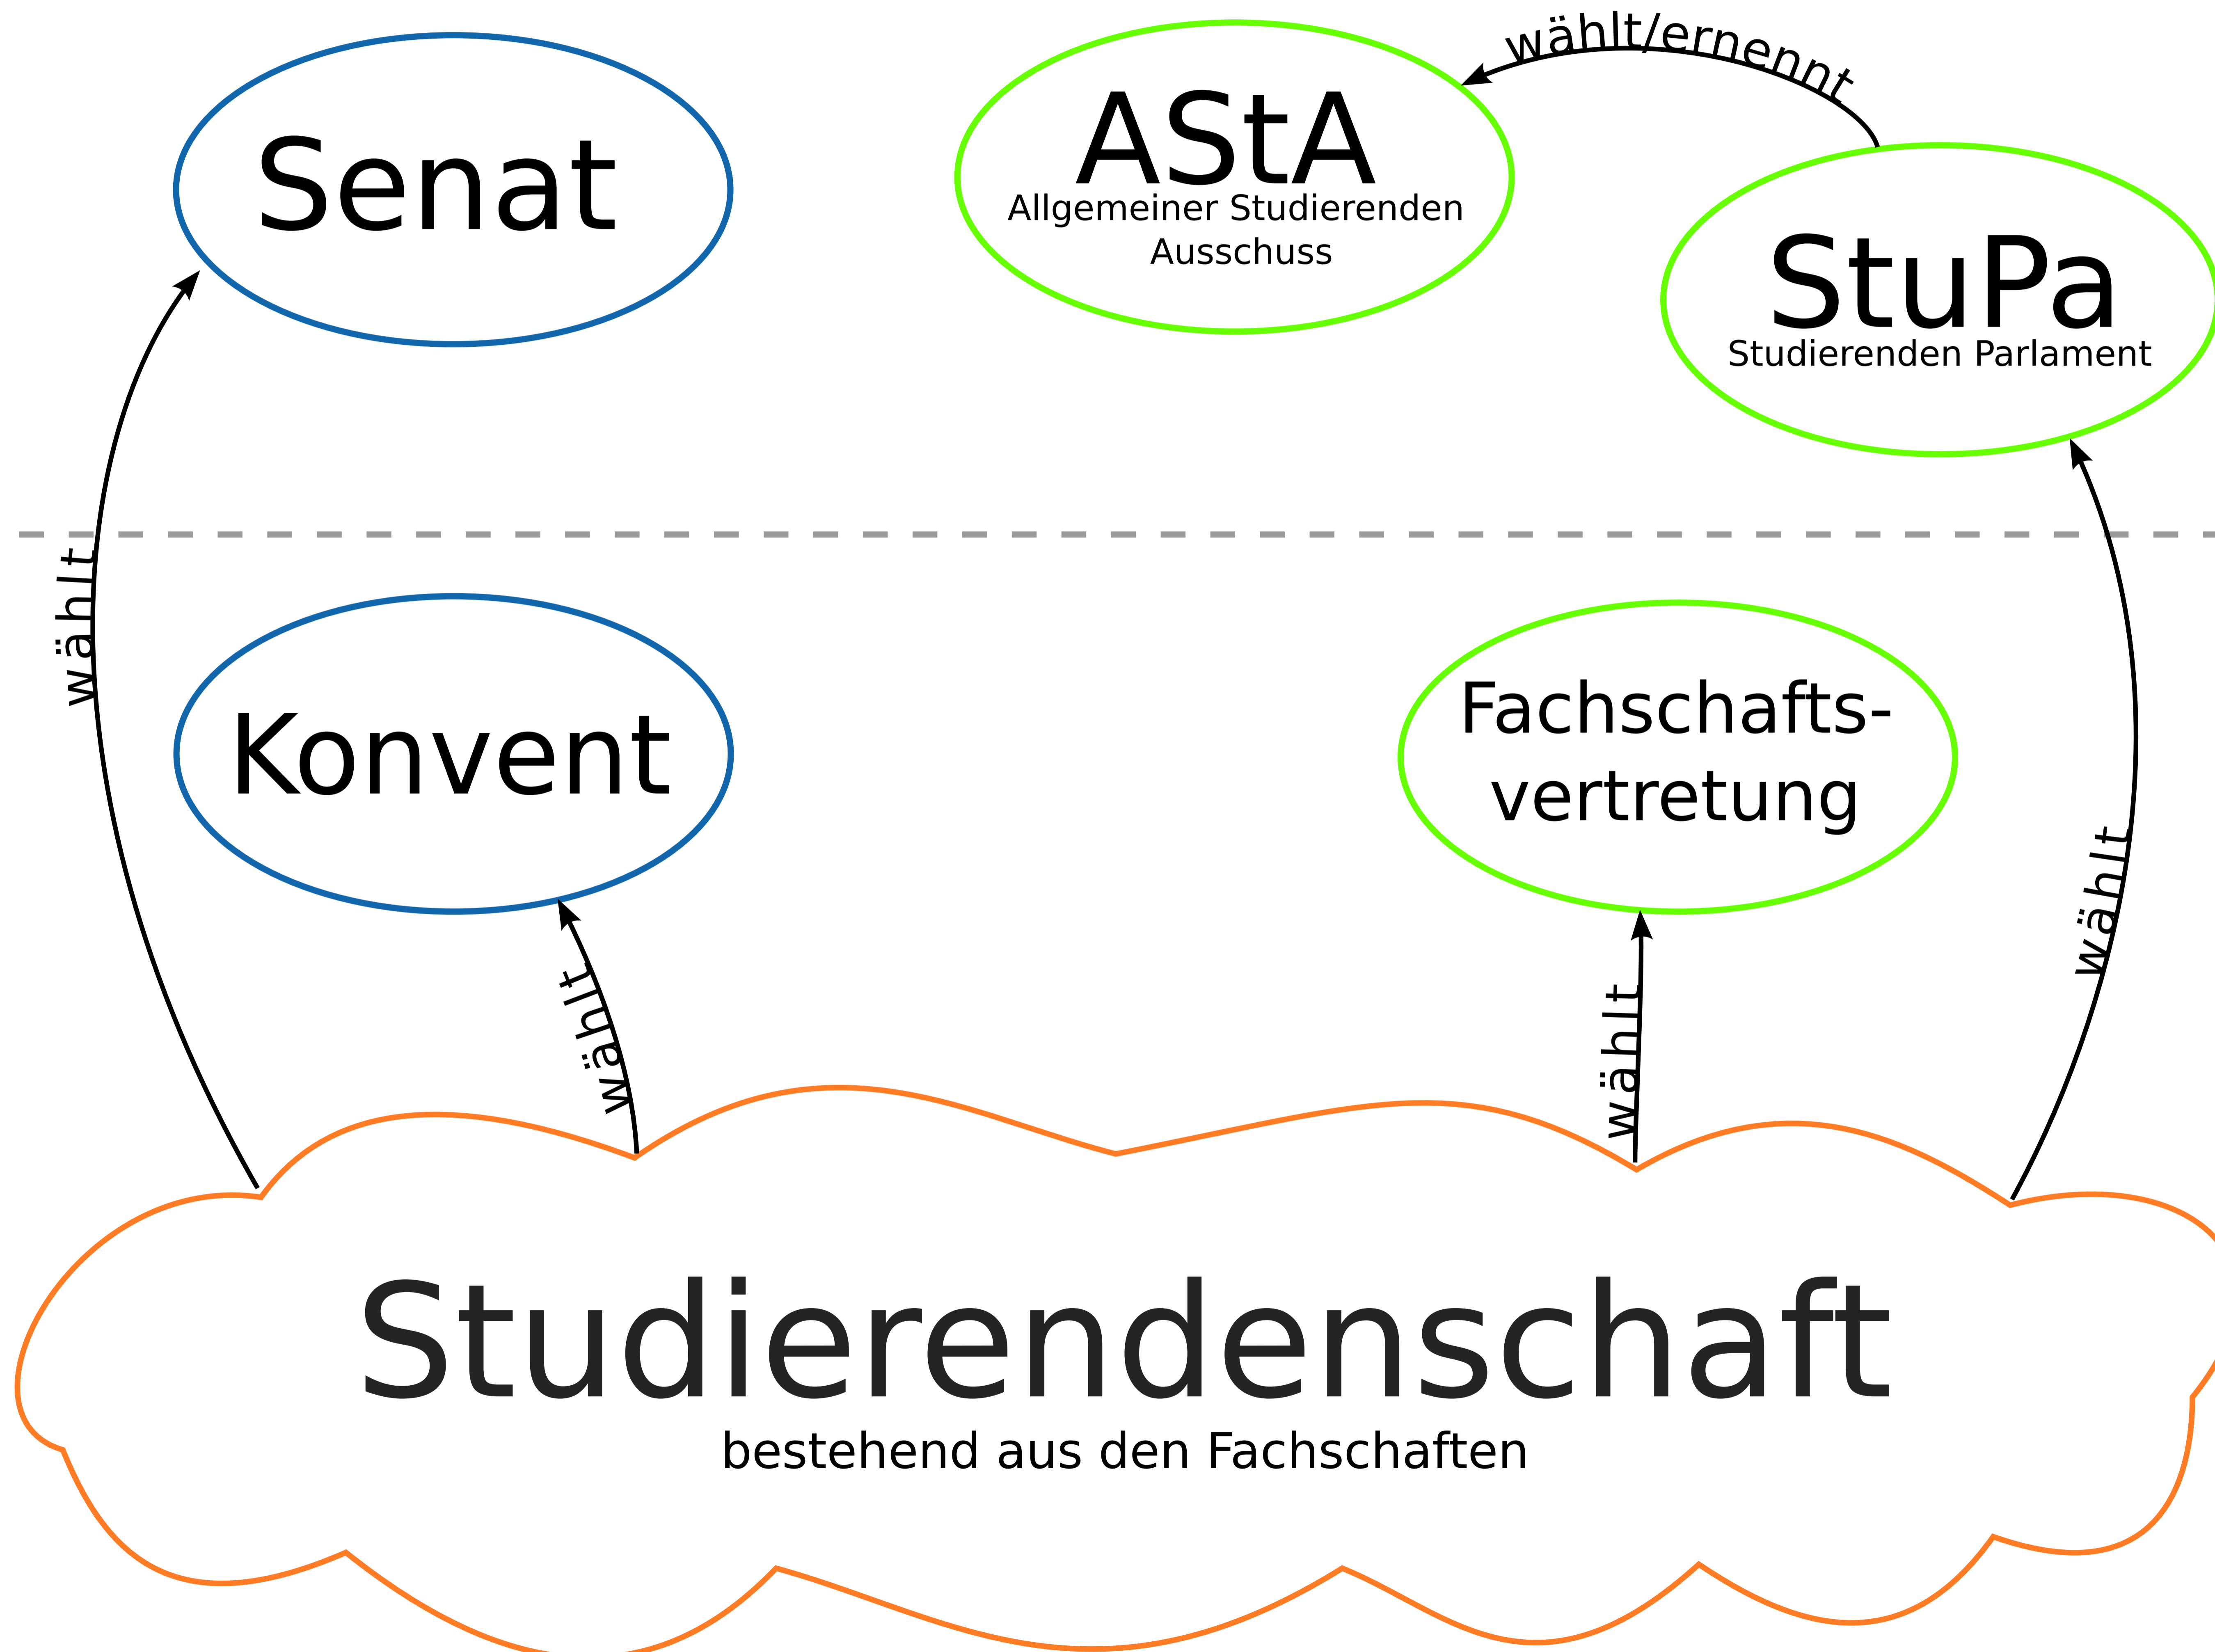 wählt/ernennt
Senat
AStA
Allgemeiner Studierenden
Ausschuss
StuPa
Studierenden Parlament
wählt
Konvent
Fachschafts-
vertretung
wählt
wählt
wählt
Studierendenschaft
bestehend aus den Fachschaften